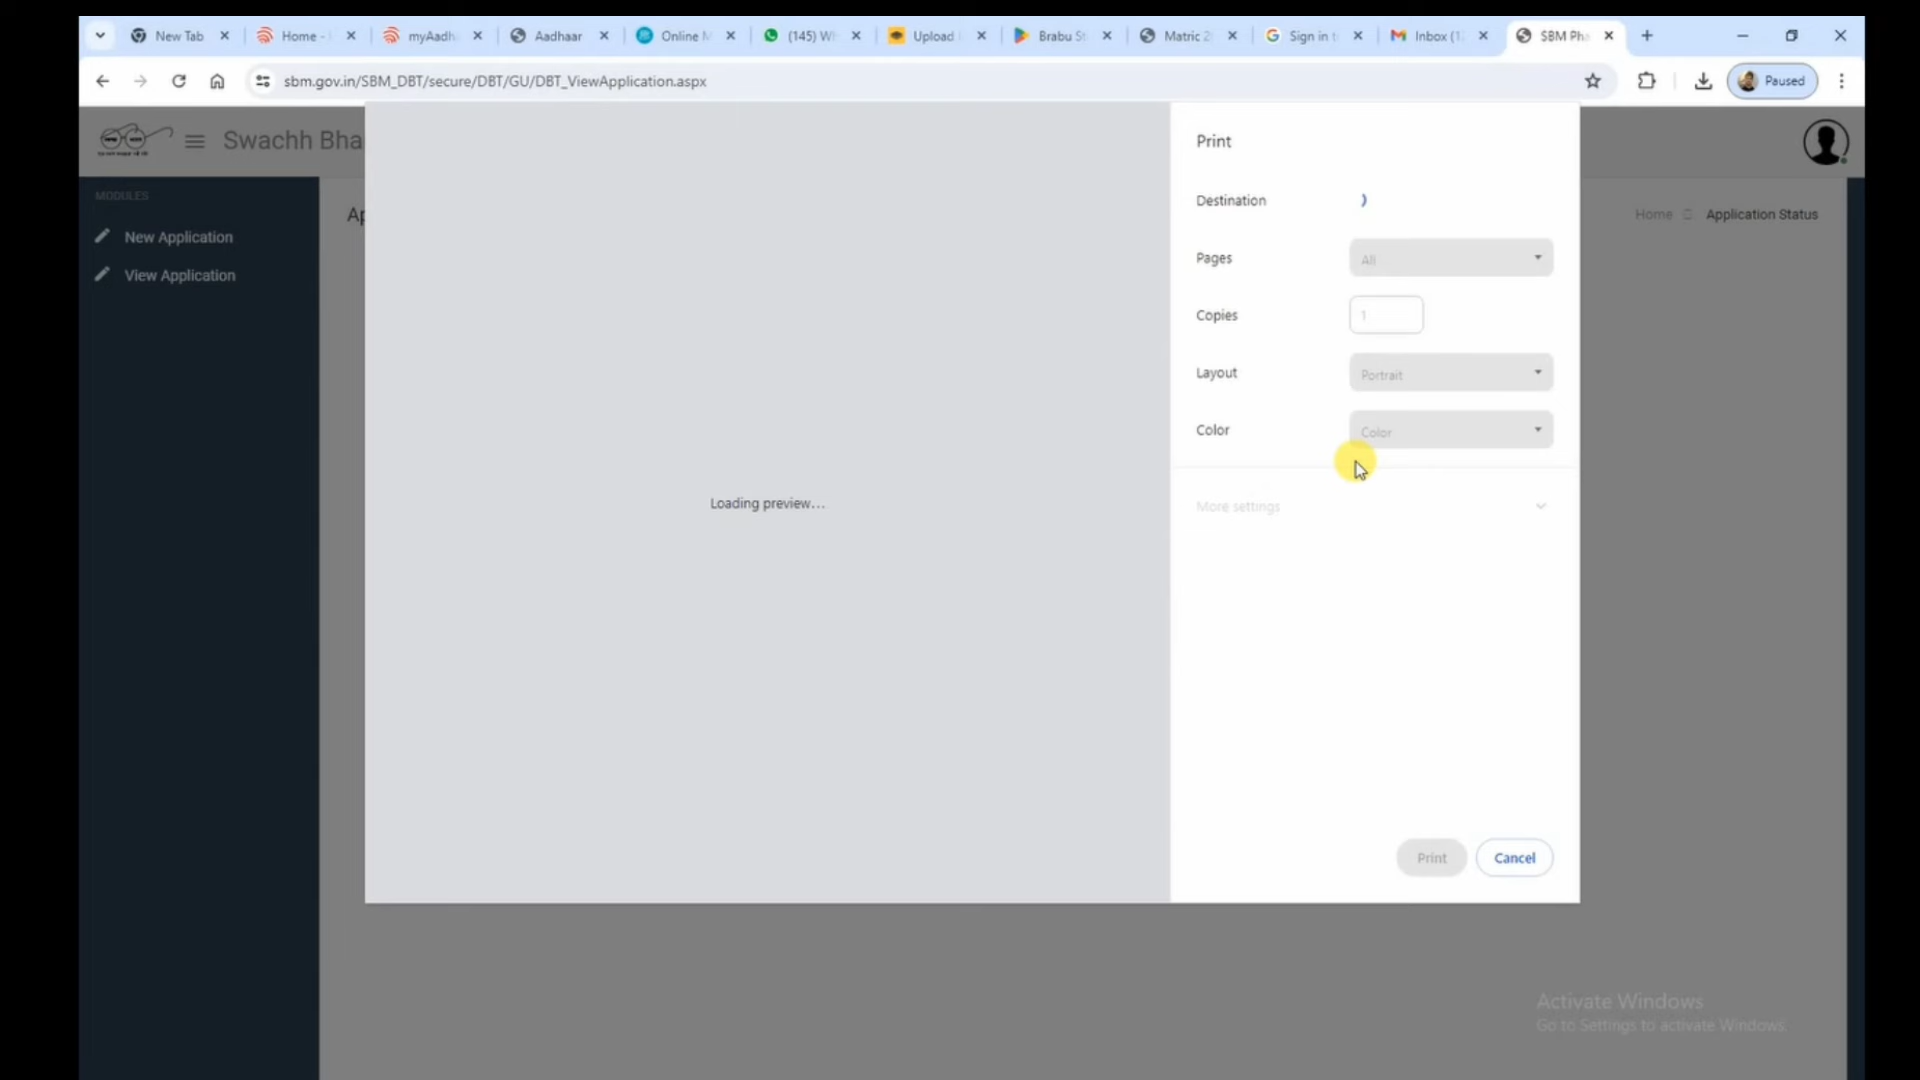 New Tab
Home -
myAadh
Aadhaar
Online M
(145) Wh
Upload
Brabu St
Matric 2
Sign in t
Inbox (1
SBM Pha
sbm.gov.in/SBM_DBT/secure/DBT/GU/DBT_ViewApplication.aspx
Paused
Swachh Bha
MODULES
New Application
View Application
Ap
Home
Application Status
Loading preview...
Print
Destination
Pages
All
Copies
1
Layout
Portrait
Color
Color
More settings
Print
Cancel
Activate Windows
Go to Settings to activate Windows.